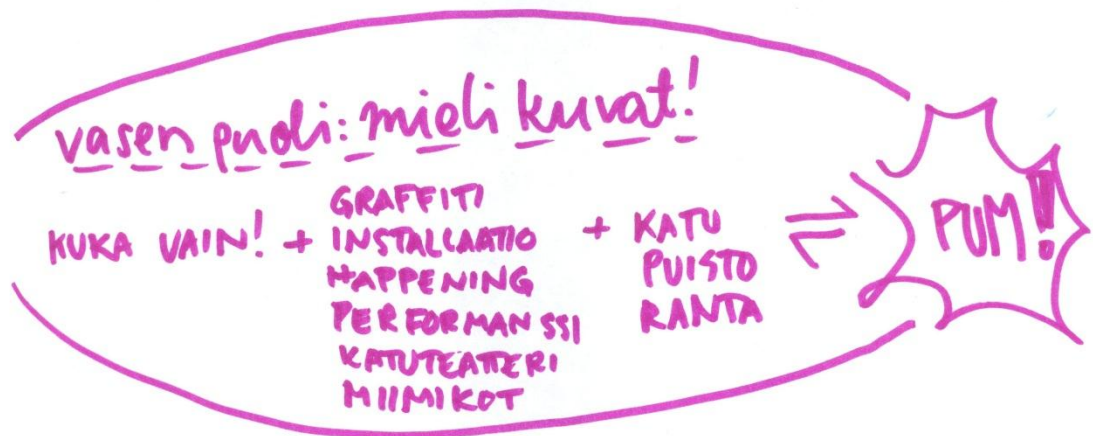 vasen puoli: mieli kuvat!
KUKA VAIN! + GRAFFITI
INSTALLAATIO
HAPPENING
PERFORMANSSI
KATUTEATTERI
MIIMIKOT
+ KATU
PUISTO
RANTA
⇌ PUM!!